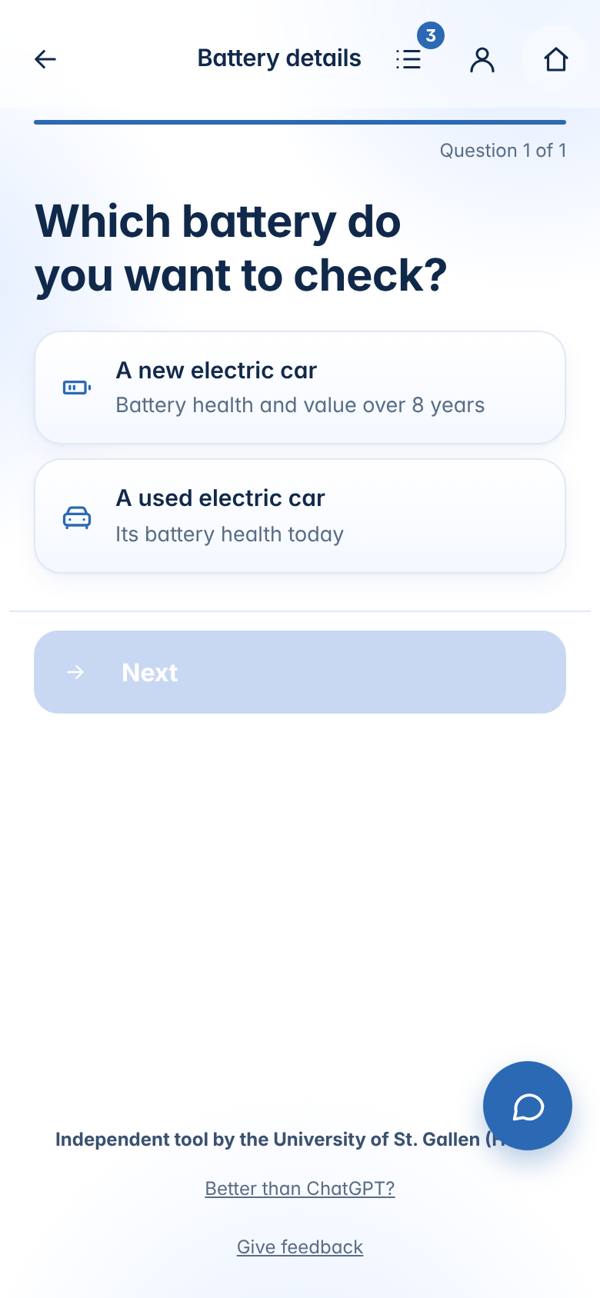 3
Battery details
Question 1 of 1
Which battery do
you want to check?
A new electric car
Battery health and value over 8 years
A used electric car
Its battery health today
Next
Independent tool by the University of St. Gallen
Better than ChatGPT?
Give feedback